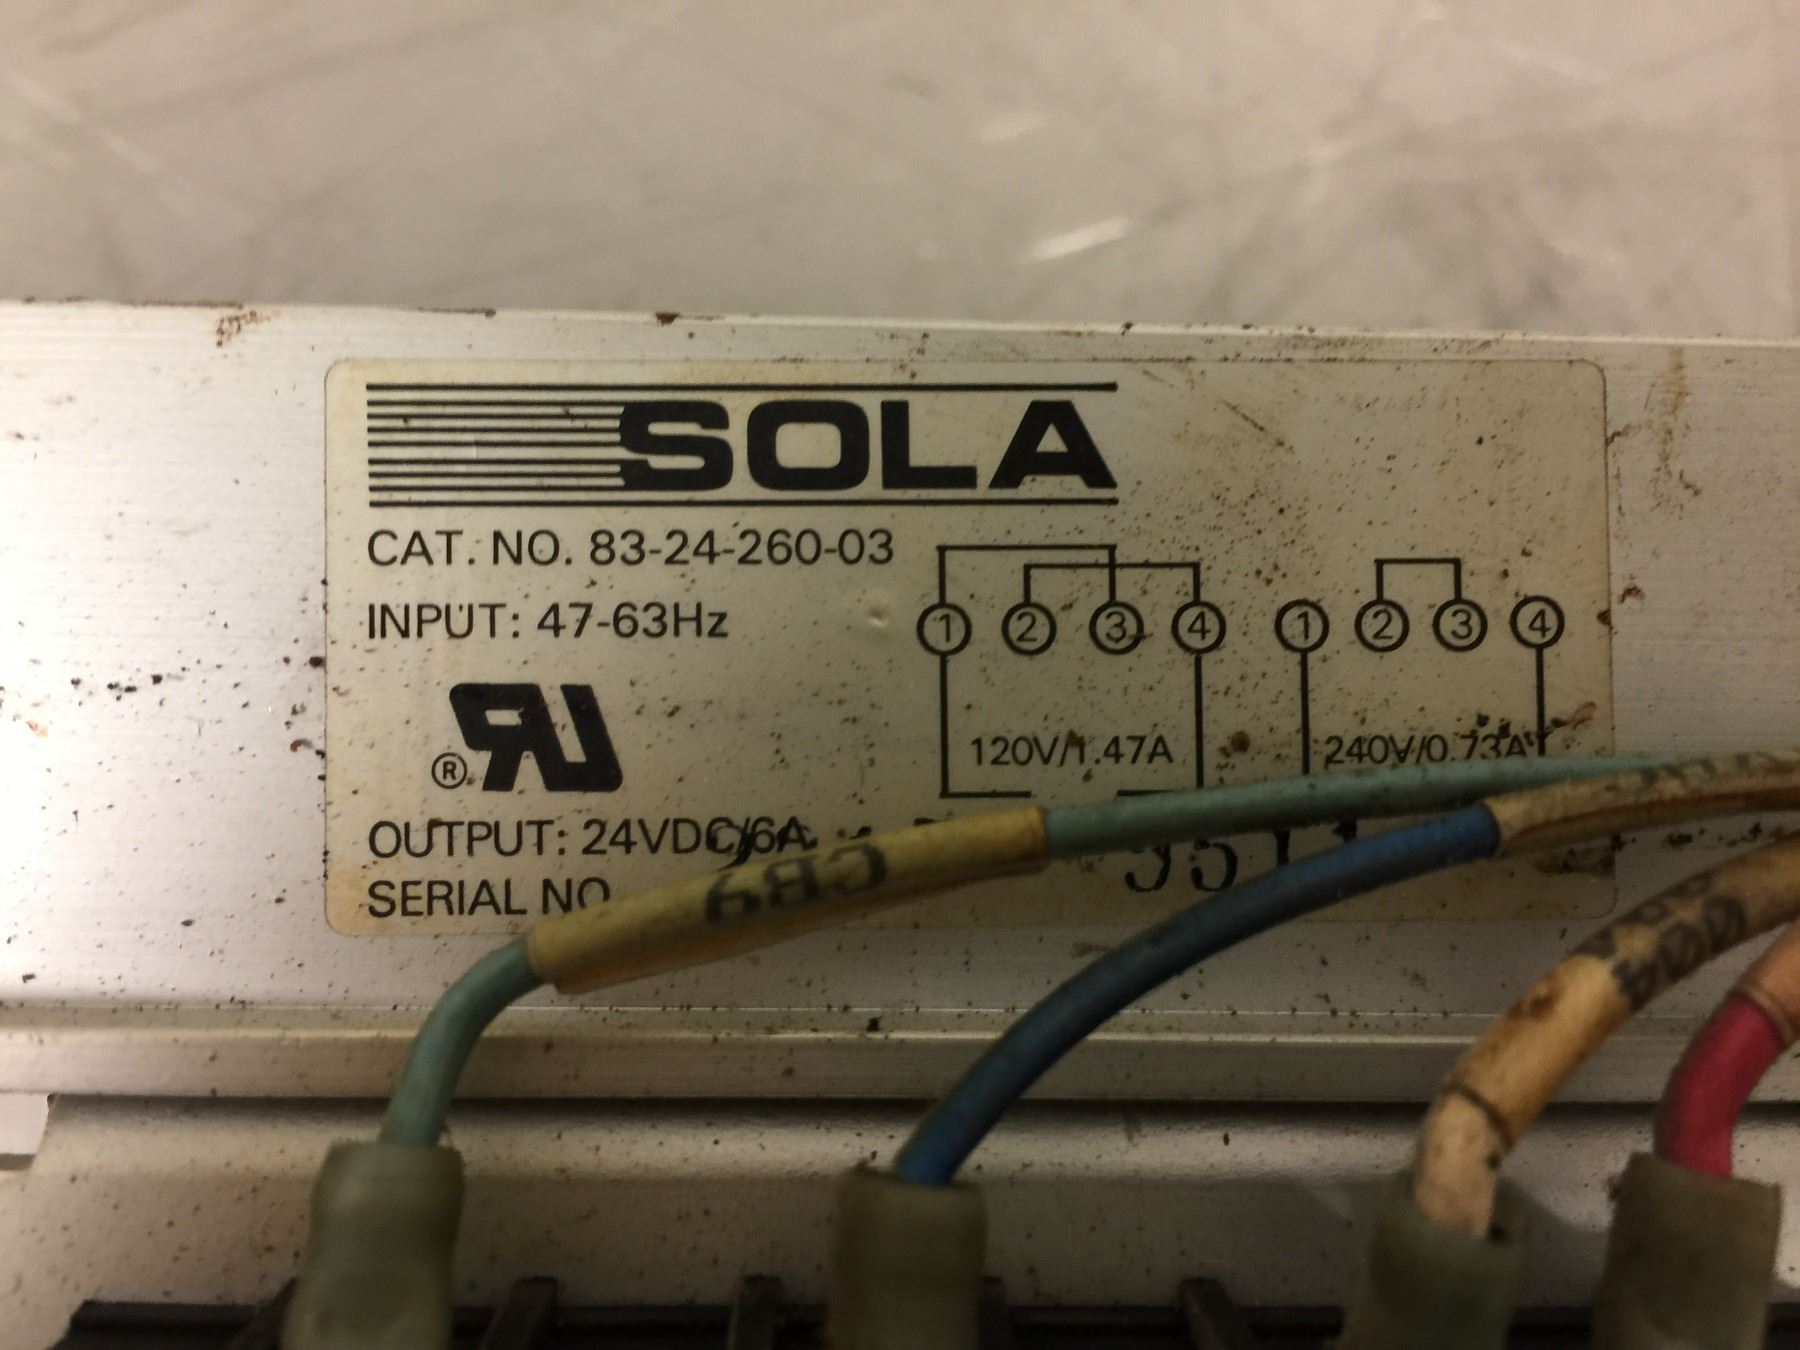 SOLA
CAT. NO. 83-24-260-03
INPUT: 47-63Hz
1 2 3 4 1 2 3 4
120V/1.47A 240V/0.73A
®
OUTPUT: 24VDC/6A
SERIAL NO